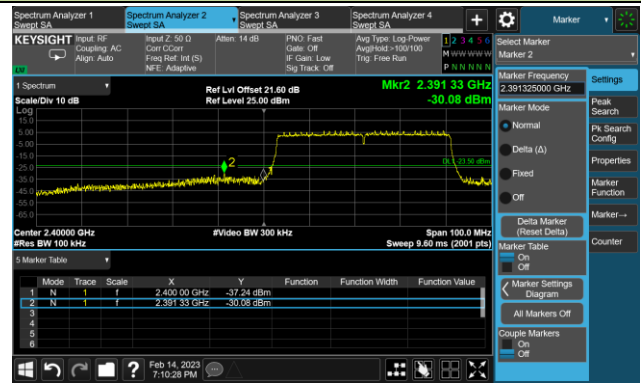 Spectrum Analyzer 1
Swept SA
Spectrum Analyzer 2
Swept SA
Spectrum Analyzer 3
Swept SA
Spectrum Analyzer 4
Swept SA
+
Marker
KEYSIGHT
Input: RF
Coupling: AC
Align: Auto
Input Z: 50 Ω
Corr CCorr
Freq Ref: Int (S)
NFE: Adaptive
Atten: 14 dB
PNO: Fast
Gate: Off
IF Gain: Low
Sig Track: Off
Avg Type: Log-Power
Avg|Hold:>100/100
Trig: Free Run
1 2 3 4 5 6
M W W W W W
P N N N N N
Select Marker
Marker 2
1 Spectrum
Scale/Div 10 dB
Ref Lvl Offset 21.60 dB
Ref Level 25.00 dBm
Mkr2 2.391 33 GHz
-30.08 dBm
Log
15.0
5.00
-5.00
-15.0
-25.0
-35.0
-45.0
-55.0
-65.0
2
DL1 -23.50 dBm
Center 2.40000 GHz
#Res BW 100 kHz
#Video BW 300 kHz
Span 100.0 MHz
Sweep 9.60 ms (2001 pts)
5 Marker Table
Mode Trace Scale X Y Function Function Width Function Value
1 N 1 f 2.400 00 GHz -37.24 dBm
2 N 1 f 2.391 33 GHz -30.08 dBm
3
4
5
6
Marker Frequency
2.391325000 GHz
Marker Mode
Normal
Delta (Δ)
Fixed
Off
Delta Marker
(Reset Delta)
Marker Table
On
Off
Marker Settings
Diagram
All Markers Off
Couple Markers
On
Off
Settings
Peak
Search
Pk Search
Config
Properties
Marker
Function
Marker→
Counter
?
Feb 14, 2023
7:10:28 PM